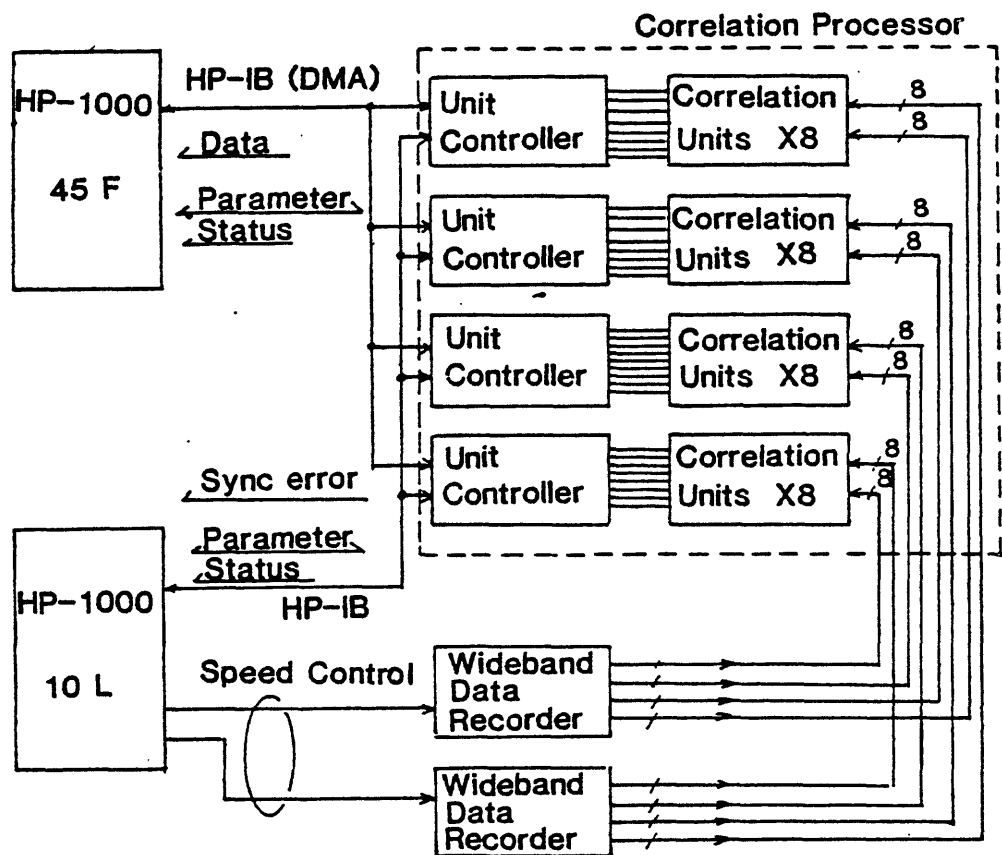 Correlation Processor
HP-1000
45 F
HP-IB (DMA)
Data
Parameter
Status
Unit
Controller
Correlation
Units X8
8
8
Unit
Controller
Correlation
Units X8
8
8
Unit
Controller
Correlation
Units X8
8
8
Unit
Controller
Correlation
Units X8
8
8
Sync error
Parameter
Status
HP-IB
HP-1000
10 L
Speed Control
Wideband
Data
Recorder
Wideband
Data
Recorder